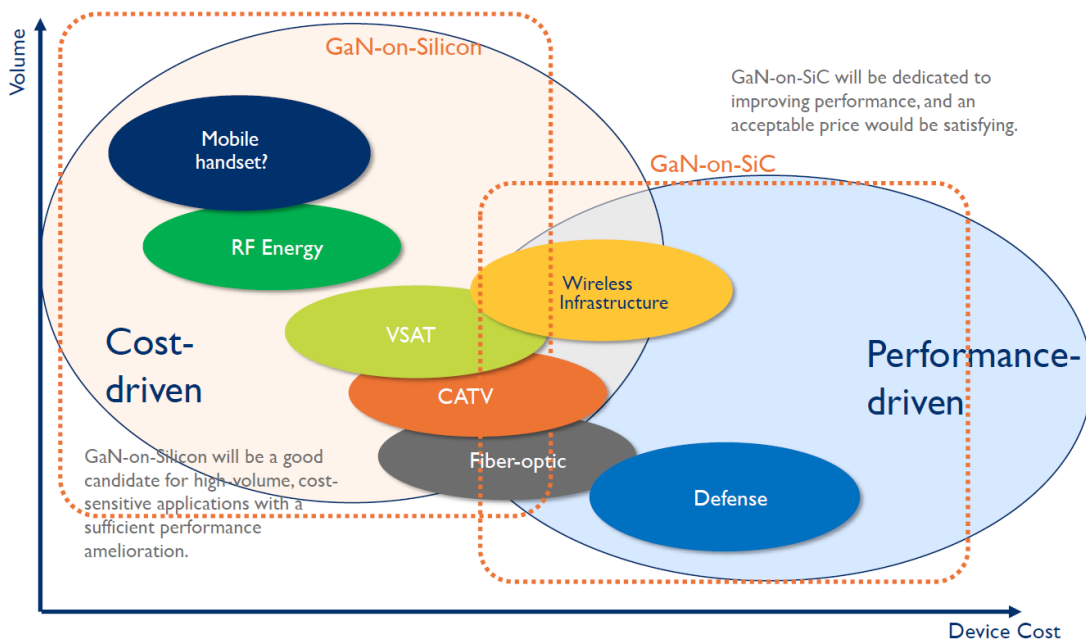 Volume
GaN-on-Silicon
GaN-on-SiC will be dedicated to
improving performance, and an
acceptable price would be satisfying.
Mobile
handset?
GaN-on-SiC
RF Energy
Wireless
Infrastructure
VSAT
Cost-
driven
Performance-
driven
CATV
GaN-on-Silicon will be a good
candidate for high-volume, cost-
sensitive applications with a
sufficient performance
amelioration.
Fiber-optic
Defense
Device Cost